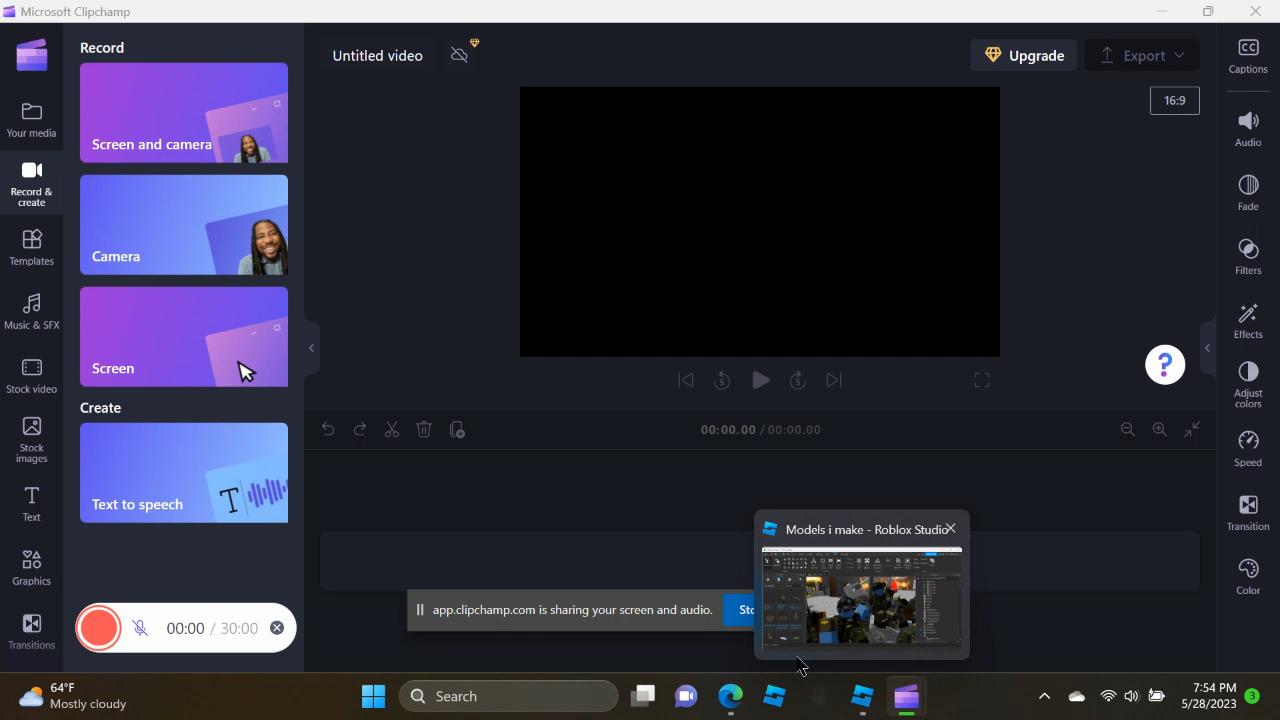 Microsoft Clipchamp
Your media
Record &
create
Templates
Music & SFX
Stock video
Stock
images
Text
Graphics
Transitions
Record
Screen and camera
Camera
Screen
Create
Text to speech
T
00:00 / 30:00
Untitled video
Upgrade
Export
16:9
5
5
?
00:00.00 / 00:00.00
Models i make - Roblox Studio
app.clipchamp.com is sharing your screen and audio.
CC
Captions
Audio
Fade
Filters
Effects
Adjust
colors
Speed
Transition
Color
64°F
Mostly cloudy
Search
7:54 PM
5/28/2023
3